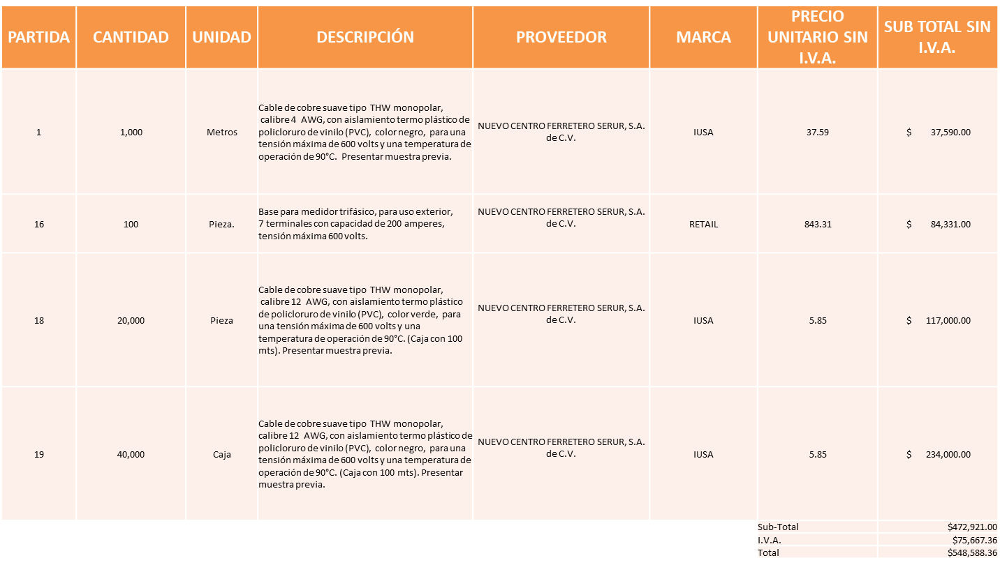 PARTIDA
CANTIDAD
UNIDAD
DESCRIPCIÓN
PROVEEDOR
MARCA
PRECIO
UNITARIO SIN
I.V.A.
SUB TOTAL SIN
I.V.A.
1
1,000
Metros
Cable de cobre suave tipo THW monopolar,
calibre 4 AWG, con aislamiento termo plástico de
policloruro de vinilo (PVC), color negro, para una
tensión máxima de 600 volts y una temperatura de
operación de 90°C. Presentar muestra previa.
NUEVO CENTRO FERRETERO SERUR, S.A.
de C.V.
IUSA
37.59
$ 37,590.00
16
100
Pieza.
Base para medidor trifásico, para uso exterior,
7 terminales con capacidad de 200 amperes,
tensión máxima 600 volts.
NUEVO CENTRO FERRETERO SERUR, S.A.
de C.V.
RETAIL
843.31
$ 84,331.00
18
20,000
Pieza
Cable de cobre suave tipo THW monopolar,
calibre 12 AWG, con aislamiento termo plástico
de policloruro de vinilo (PVC), color verde, para
una tensión máxima de 600 volts y una
temperatura de operación de 90°C. (Caja con 100
mts). Presentar muestra previa.
NUEVO CENTRO FERRETERO SERUR, S.A.
de C.V.
IUSA
5.85
$ 117,000.00
19
40,000
Caja
Cable de cobre suave tipo THW monopolar,
calibre 12 AWG, con aislamiento termo plástico de
policloruro de vinilo (PVC), color negro, para una
tensión máxima de 600 volts y una temperatura de
operación de 90°C. (Caja con 100 mts). Presentar
muestra previa.
NUEVO CENTRO FERRETERO SERUR, S.A.
de C.V.
IUSA
5.85
$ 234,000.00
Sub-Total $472,921.00
I.V.A. $75,667.36
Total $548,588.36